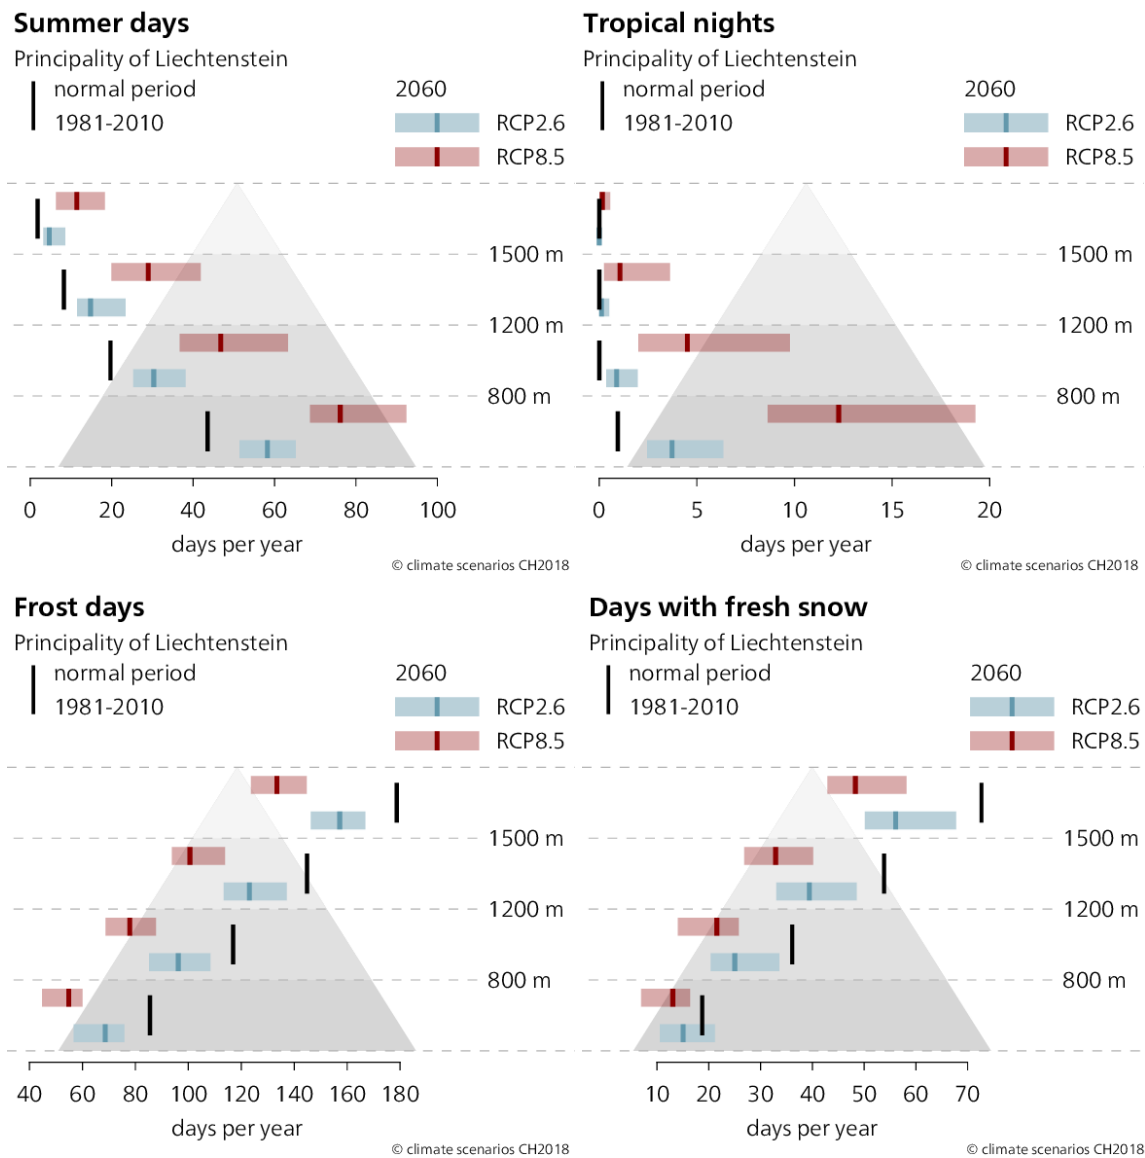 Summer days
Principality of Liechtenstein
normal period
1981-2010
2060
RCP2.6
RCP8.5
1500 m
1200 m
800 m
0 20 40 60 80 100
days per year
© climate scenarios CH2018
Tropical nights
Principality of Liechtenstein
normal period
1981-2010
2060
RCP2.6
RCP8.5
1500 m
1200 m
800 m
0 5 10 15 20
days per year
© climate scenarios CH2018
Frost days
Principality of Liechtenstein
normal period
1981-2010
2060
RCP2.6
RCP8.5
1500 m
1200 m
800 m
40 60 80 100 120 140 160 180
days per year
© climate scenarios CH2018
Days with fresh snow
Principality of Liechtenstein
normal period
1981-2010
2060
RCP2.6
RCP8.5
1500 m
1200 m
800 m
10 20 30 40 50 60 70
days per year
© climate scenarios CH2018